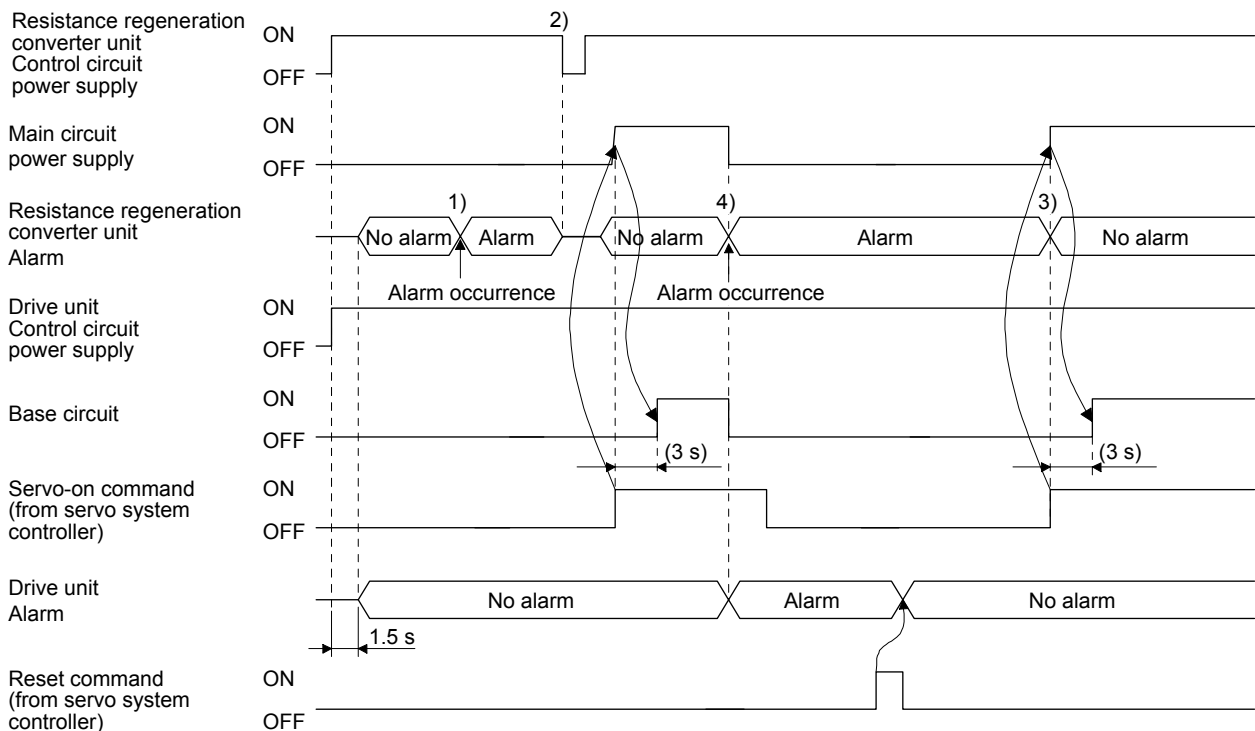 Resistance regeneration
converter unit
Control circuit
power supply
ON
OFF
2)
Main circuit
power supply
ON
OFF
Resistance regeneration
converter unit
Alarm
No alarm
1)
Alarm
No alarm
4)
Alarm
3)
No alarm
Alarm occurrence
Alarm occurrence
Drive unit
Control circuit
power supply
ON
OFF
Base circuit
ON
OFF
(3 s)
(3 s)
Servo-on command
(from servo system
controller)
ON
OFF
Drive unit
Alarm
No alarm
Alarm
No alarm
1.5 s
Reset command
(from servo system
controller)
ON
OFF